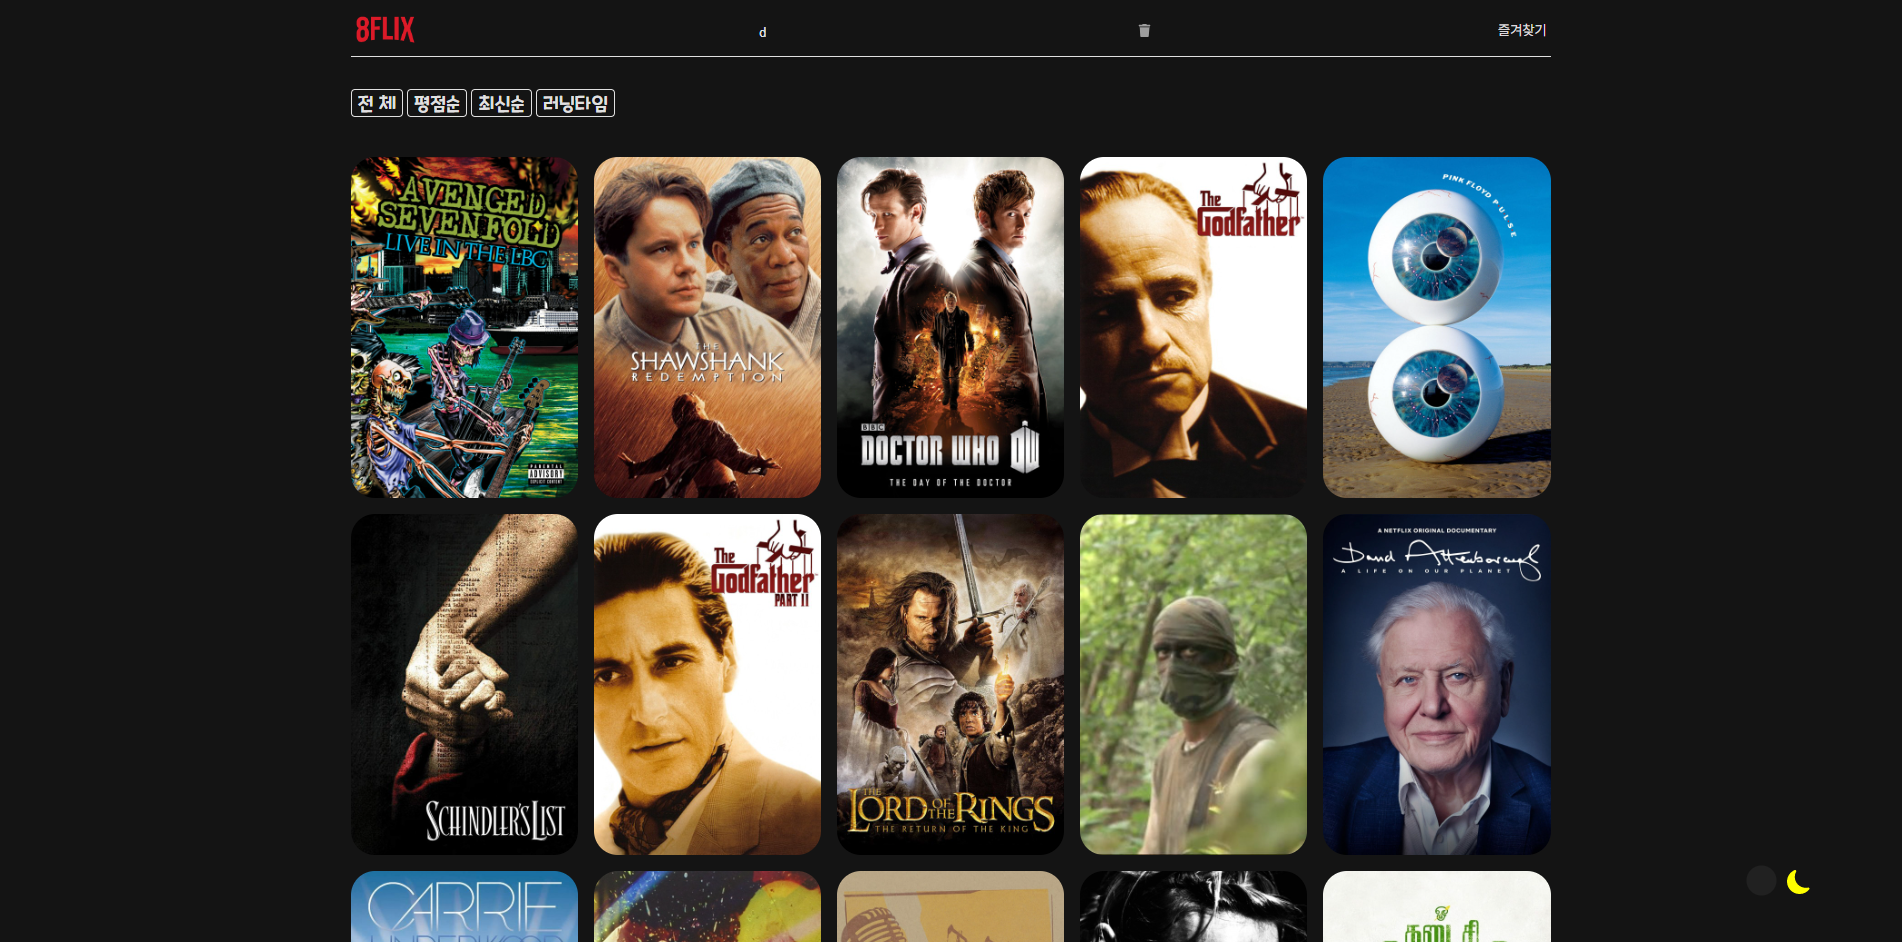 8FLIX
d
즐겨찾기
전 체
평점순
최신순
러닝타임
AVENGED
SEVENFOLD
LIVE IN THE LBC
PARENTAL
ADVISORY
EXPLICIT CONTENT
THE
SHAWSHANK
REDEMPTION
BBC
DOCTOR WHO DW
THE DAY OF THE DOCTOR
The
Godfather
PINK FLOYD PULSE
SCHINDLER'S LIST
The
Godfather
PART II
THE
LORD OF THE RINGS
THE RETURN OF THE KING
A NETFLIX ORIGINAL DOCUMENTARY
David Attenborough
A LIFE ON OUR PLANET
CARRIE
UNDERWOOD